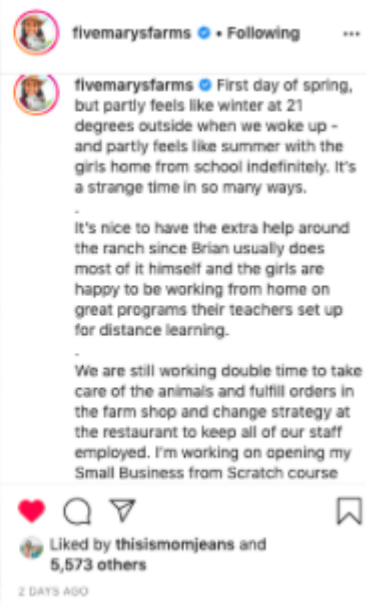 fivemarysfarms • Following
fivemarysfarms First day of spring,
but partly feels like winter at 21
degrees outside when we woke up -
and partly feels like summer with the
girls home from school indefinitely. It's
a strange time in so many ways.
.
It's nice to have the extra help around
the ranch since Brian usually does
most of it himself and the girls are
happy to be working from home on
great programs their teachers set up
for distance learning.
.
We are still working double time to take
care of the animals and fulfill orders in
the farm shop and change strategy at
the restaurant to keep all of our staff
employed. I'm working on opening my
Small Business from Scratch course
Liked by thisismomjeans and
5,573 others
2 DAYS AGO